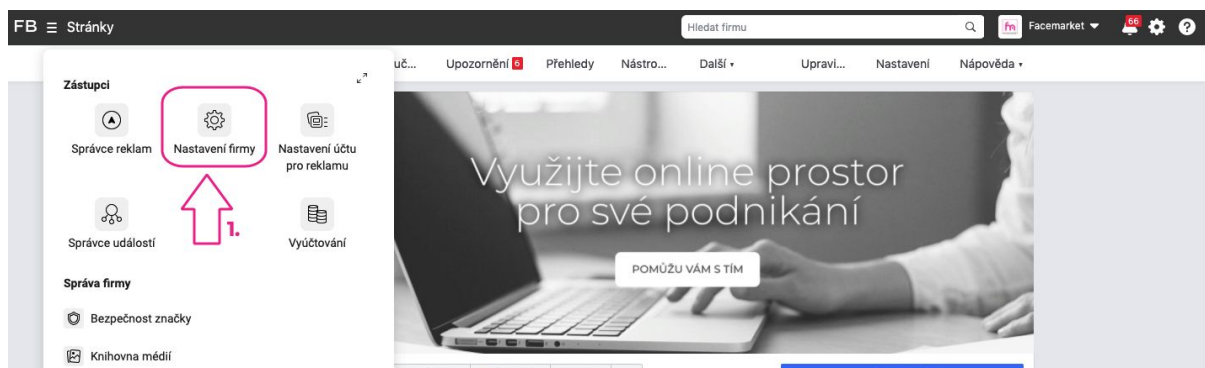 FB Stránky
Hledat firmu
fm Facemarket
66
uč... Upozornění 6 Přehledy Nástro... Další Upravi... Nastavení Nápověda
Zástupci
Správce reklam
Nastavení firmy
Nastavení účtu
pro reklamu
1.
Správce událostí
Vyúčtování
Správa firmy
Bezpečnost značky
Knihovna médií
Využijte online prostor
pro své podnikání
POMŮŽU VÁM S TÍM